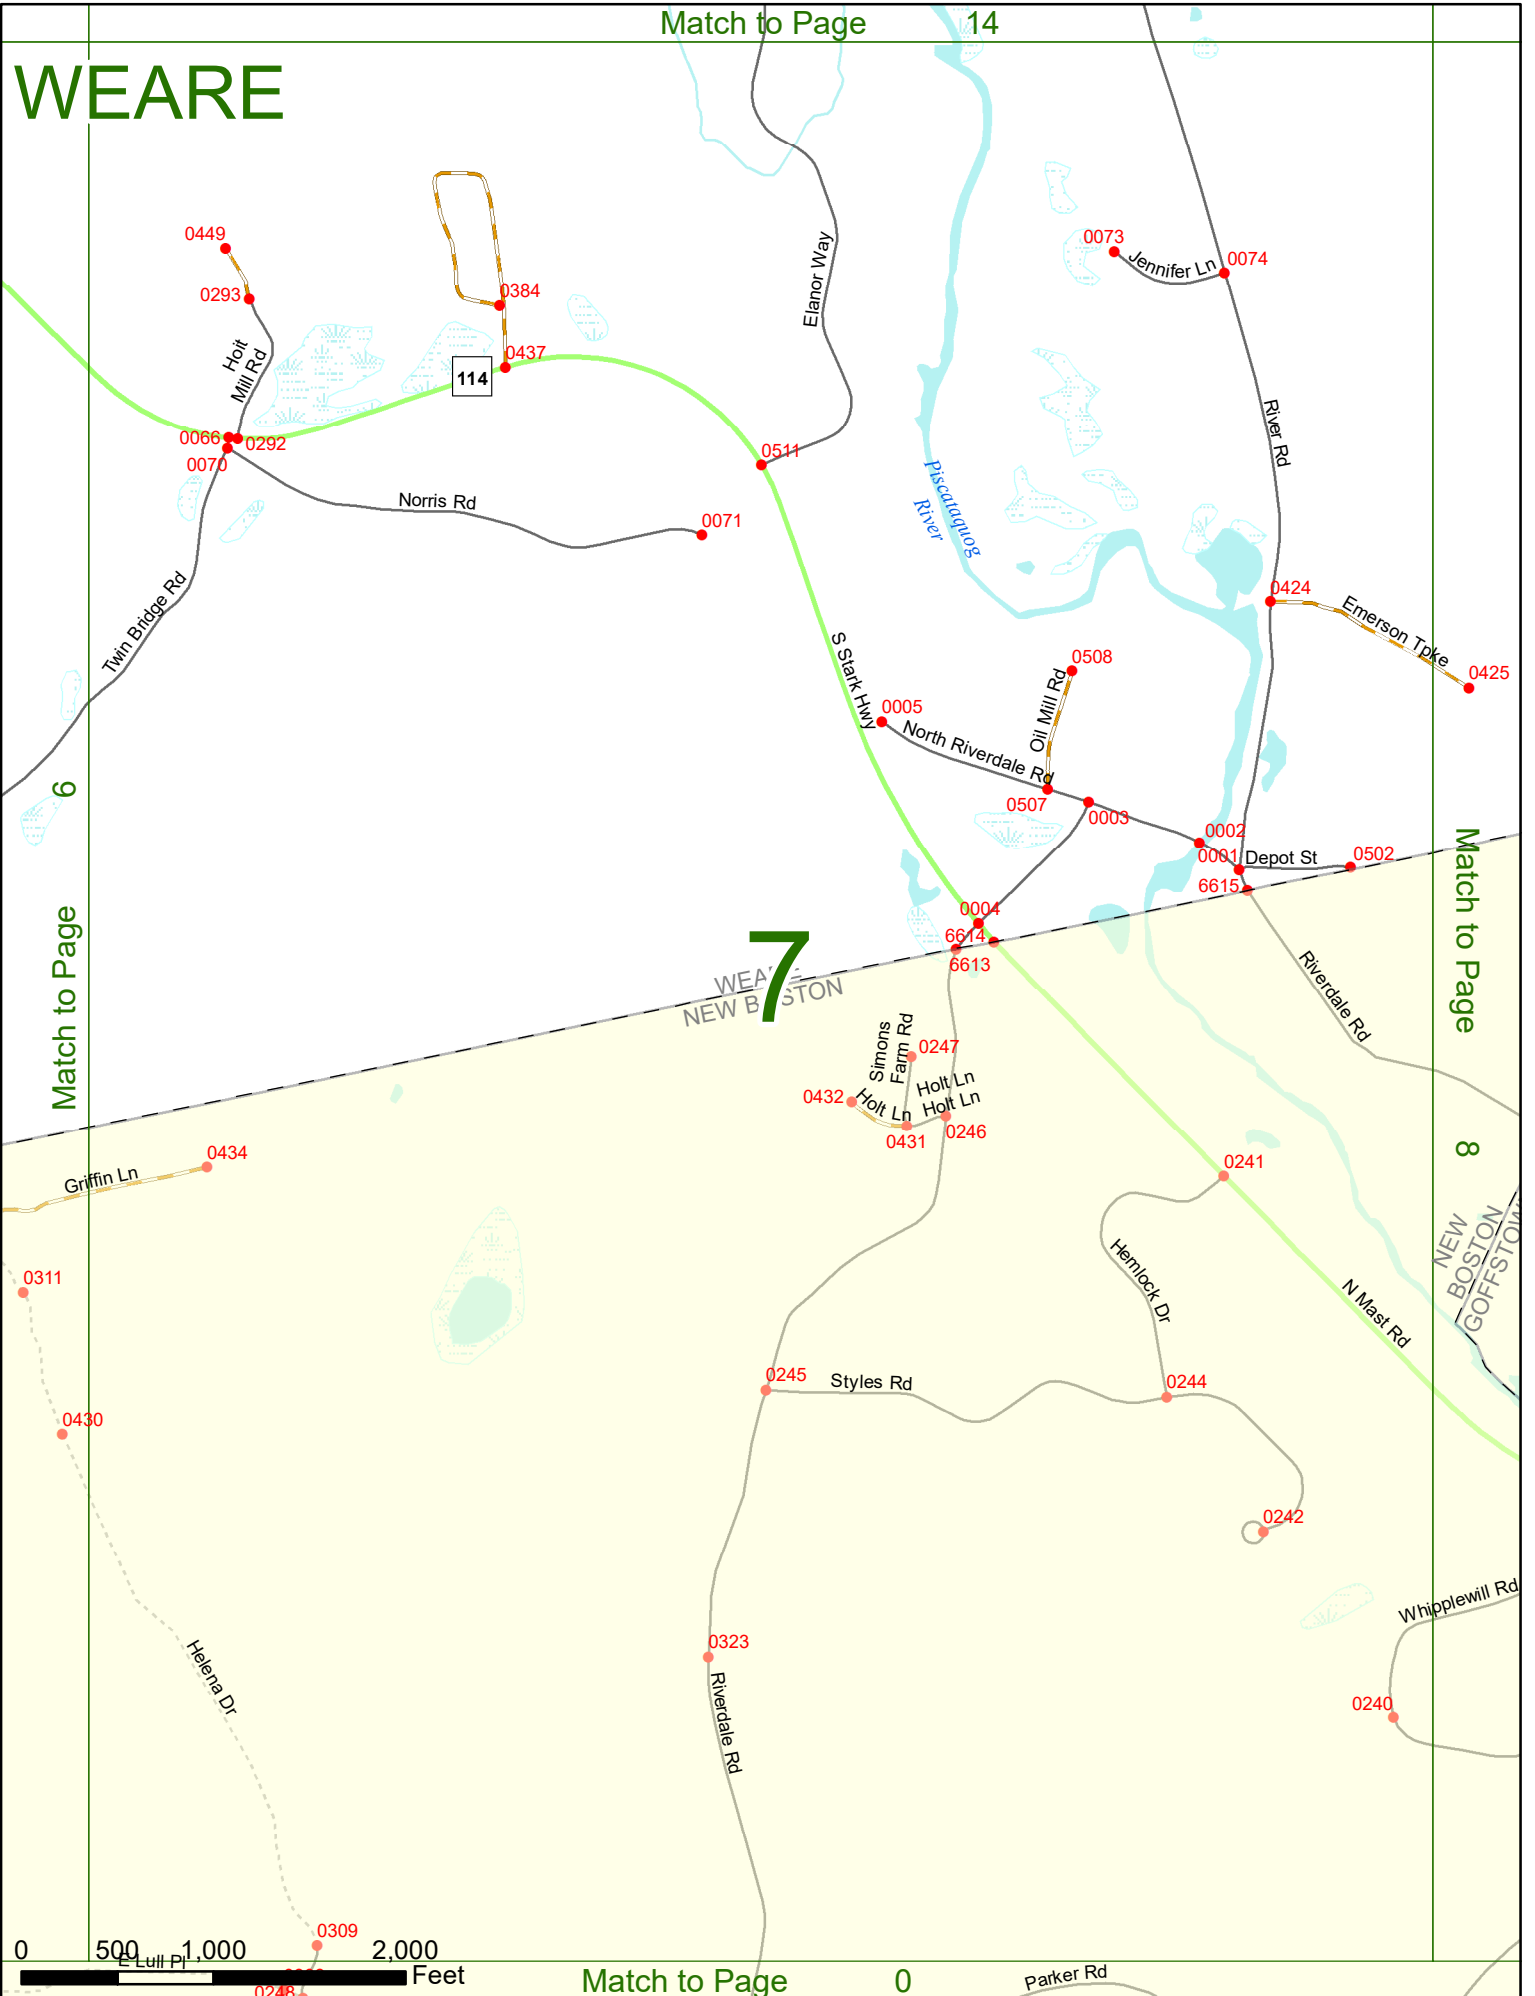 Match to Page 14
WEARE
0449
0293
Hoit
Mill Rd
0384
0437
114
Elanor Way
0073
Jennifer Ln
0074
0066
0292
0070
0511
River Rd
Norris Rd
0071
Piscataquog
River
Twin Bridge Rd
0424
Emerson Tpke
0425
S Stark Hwy
0508
Oil Mill Rd
0005
North Riverdale Rd
0507
0003
0002
0001
Depot St
0502
6615
6
Match to Page
Match to Page
8
0004
6614
6613
7
WEARE
NEW BOSTON
Riverdale Rd
Simons
Farm Rd
0247
Holt Ln
Holt Ln
0432
Holt Ln
0431
0246
0434
Griffin Ln
0241
0311
NEW
BOSTON
GOFFSTOWN
Hemlock Dr
N Mast Rd
0245
Styles Rd
0244
0430
0242
Whipplewill Rd
Helena Dr
0323
Riverdale Rd
0240
0309
0 500 1,000 2,000
E Lull Pl
Feet
0248
Match to Page 0
Parker Rd